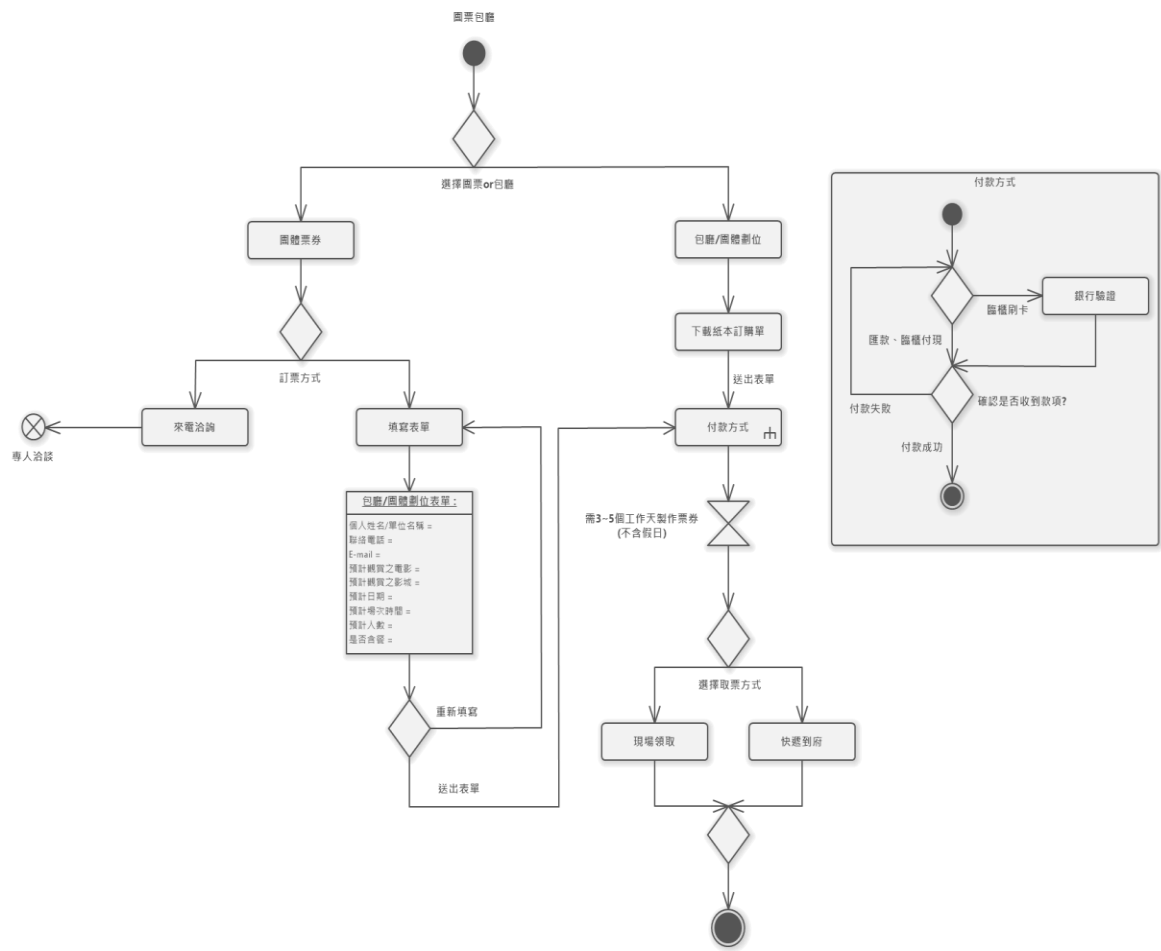 團票包廳
選擇團票or包廳
團體票券
包廳/團體劃位
下載紙本訂購單
訂票方式
送出表單
來電洽詢
填寫表單
付款方式
專人洽談
包廳/團體劃位表單 :
個人姓名/單位名稱 =
聯絡電話 =
E-mail =
預計觀賞之電影 =
預計觀賞之影城 =
預計日期 =
預計場次時間 =
預計人數 =
是否含餐 =
需3~5個工作天製作票券
(不含假日)
重新填寫
送出表單
選擇取票方式
現場領取
快遞到府
付款方式
銀行驗證
臨櫃刷卡
匯款、臨櫃付現
付款失敗
確認是否收到款項?
付款成功